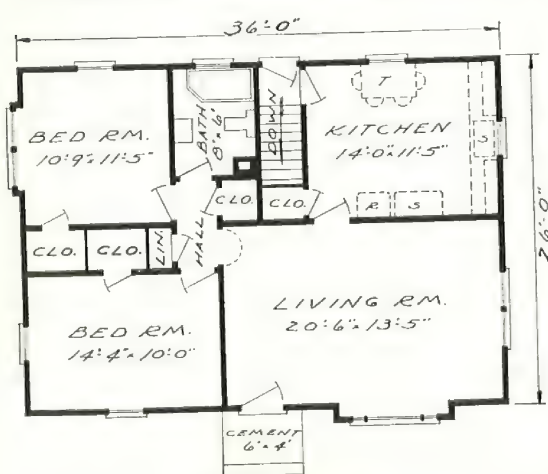 36'-0"
BED RM.
10'-9" x 11'-5"
BATH
8' x 6'
DOWN
T
KITCHEN
14'-0" x 11'-5"
S
R
S
CLO.
CLO.
CLO.
CLO.
LIN.
HALL
26'-0"
BED RM.
14'-4" x 10'-0"
LIVING RM.
20'-6" x 13'-5"
CEMENT
6' x 4'